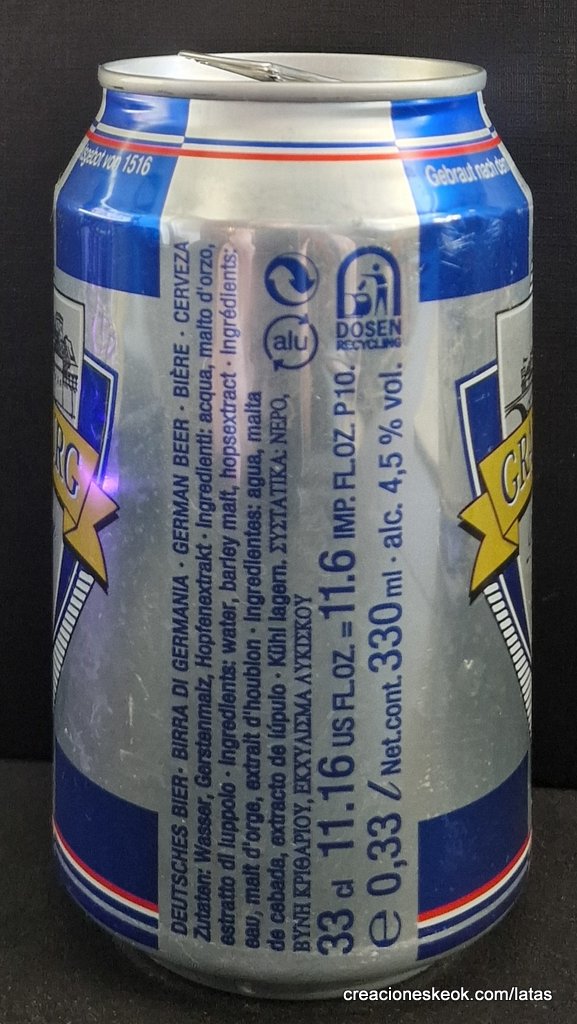 sgebot von 1516
Gebraut nach dem
DEUTSCHES BIER · BIRRA DI GERMANIA · GERMAN BEER · BIÈRE · CERVEZA
Zutaten: Wasser, Gerstenmalz, Hopfenextrakt · Ingredienti: acqua, malto d'orzo,
estratto di luppolo · Ingredients: water, barley malt, hopsextract · Ingrédients:
eau, malt d'orge, extrait d'houblon · Ingredientes: agua, malta
de cebada, extracto de lúpulo · Kühl lagern. ΣΥΣΤΑΤΙΚΑ: ΝΕΡΟ,
ΒΥΝΗ ΚΡΙΘΑΡΙΟΥ, ΕΚΧΥΛΙΣΜΑ ΛΥΚΙΣΚΟΥ
33 cl 11.16 US FL.OZ. = 11.6 IMP. FL.OZ. P 10.
e 0,33 l Net.cont. 330 ml · alc. 4,5 % vol.
alu
DOSEN
RECYCLING
RG
GR
creacioneskeok.com/latas